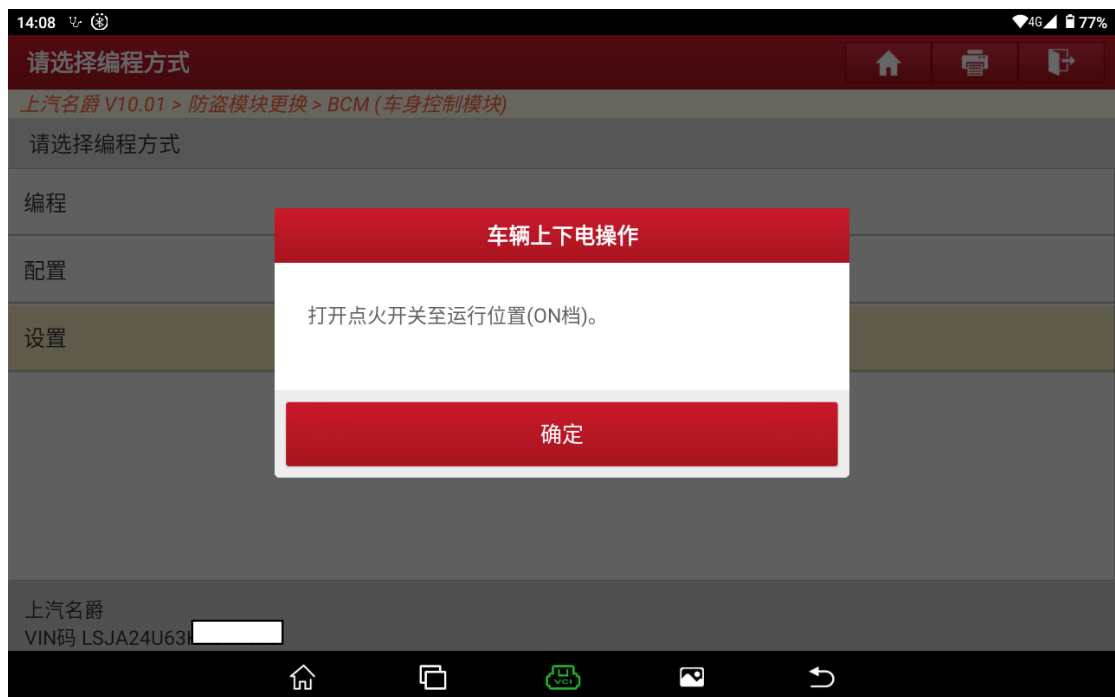 14:08
4G 77%
请选择编程方式
上汽名爵 V10.01 > 防盗模块更换 > BCM (车身控制模块)
请选择编程方式
编程
配置
设置
车辆上下电操作
打开点火开关至运行位置(ON档)。
确定
上汽名爵
VIN码 LSJA24U63
VCI